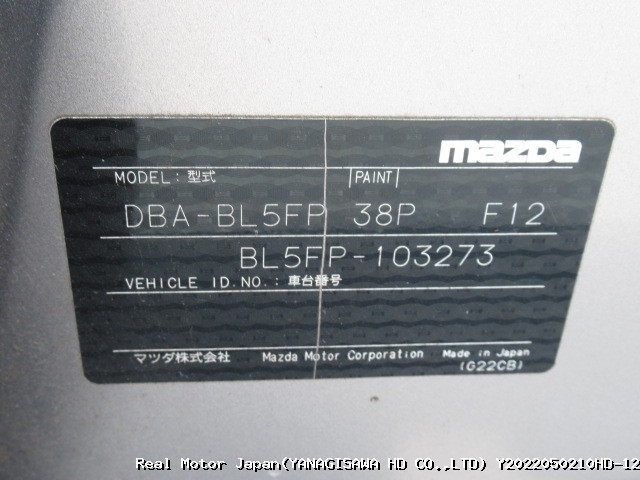 mazda
MODEL: 型式 |PAINT|
DBA-BL5FP 38P F12
BL5FP-103273
VEHICLE ID.NO.: 車台番号
マツダ株式会社 Mazda Motor Corporation Made in Japan
(G22CB)
Real Motor Japan(YANAGISAWA HD CO.,LTD) Y2022050210HD-12